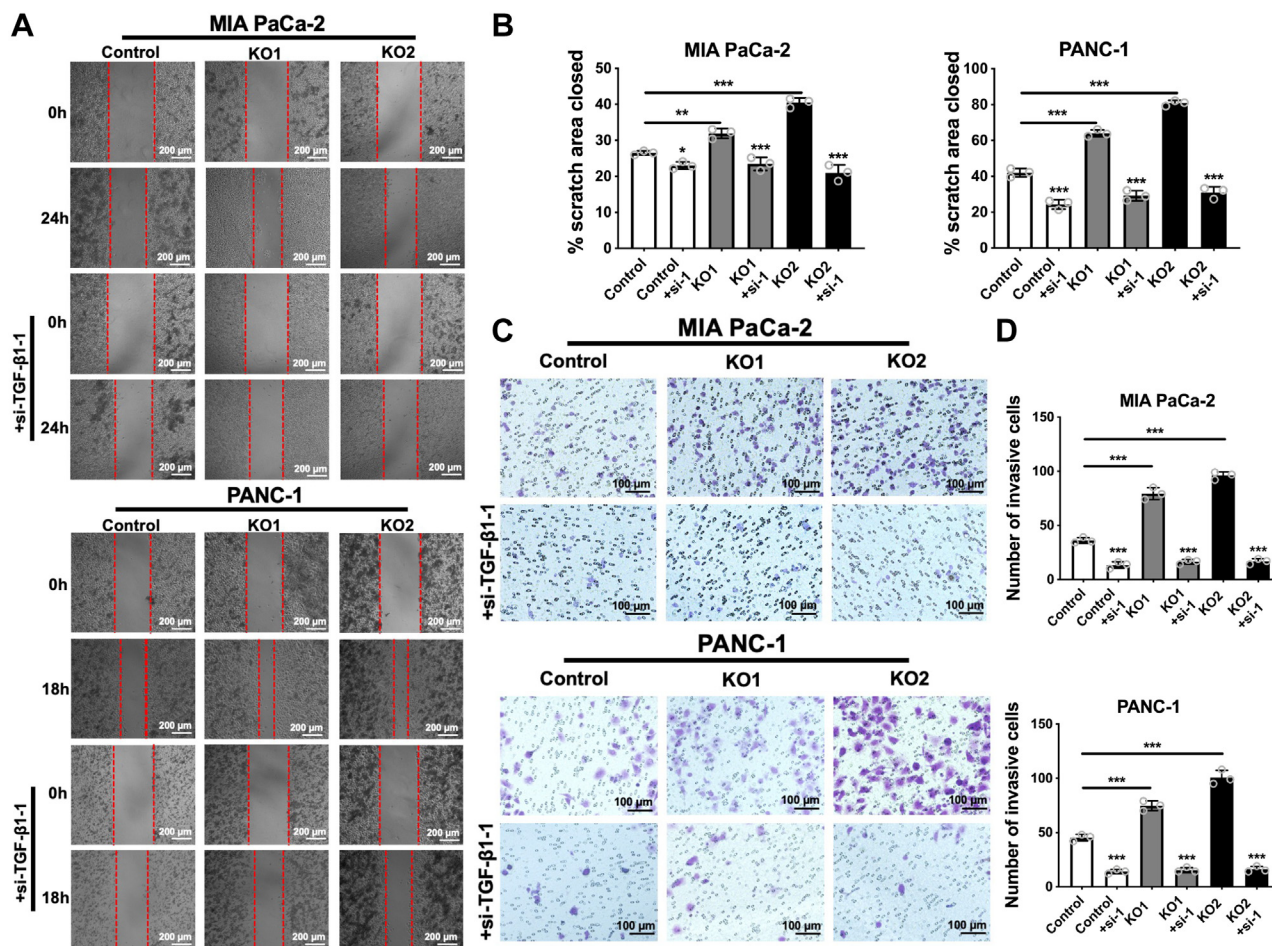 A
MIA PaCa-2
Control KO1 KO2
0h
200 µm 200 µm 200 µm
24h
200 µm 200 µm 200 µm
+si-TGF-β1-1
0h
200 µm 200 µm 200 µm
24h
200 µm 200 µm 200 µm
PANC-1
Control KO1 KO2
0h
200 µm 200 µm 200 µm
18h
200 µm 200 µm 200 µm
+si-TGF-β1-1
0h
200 µm 200 µm 200 µm
18h
200 µm 200 µm 200 µm
B
MIA PaCa-2
% scratch area closed
50
40
30
20
10
0
***
**
* *** ***
Control
Control +si-1
KO1
KO1 +si-1
KO2
KO2 +si-1
PANC-1
% scratch area closed
100
80
60
40
20
0
***
***
*** *** ***
Control
Control +si-1
KO1
KO1 +si-1
KO2
KO2 +si-1
C
MIA PaCa-2
Control KO1 KO2
100 µm 100 µm 100 µm
+si-TGF-β1-1
100 µm 100 µm 100 µm
PANC-1
Control KO1 KO2
100 µm 100 µm 100 µm
+si-TGF-β1-1
100 µm 100 µm 100 µm
D
MIA PaCa-2
Number of invasive cells
150
100
50
0
***
***
*** *** ***
Control
Control +si-1
KO1
KO1 +si-1
KO2
KO2 +si-1
PANC-1
Number of invasive cells
150
100
50
0
***
***
*** *** ***
Control
Control +si-1
KO1
KO1 +si-1
KO2
KO2 +si-1